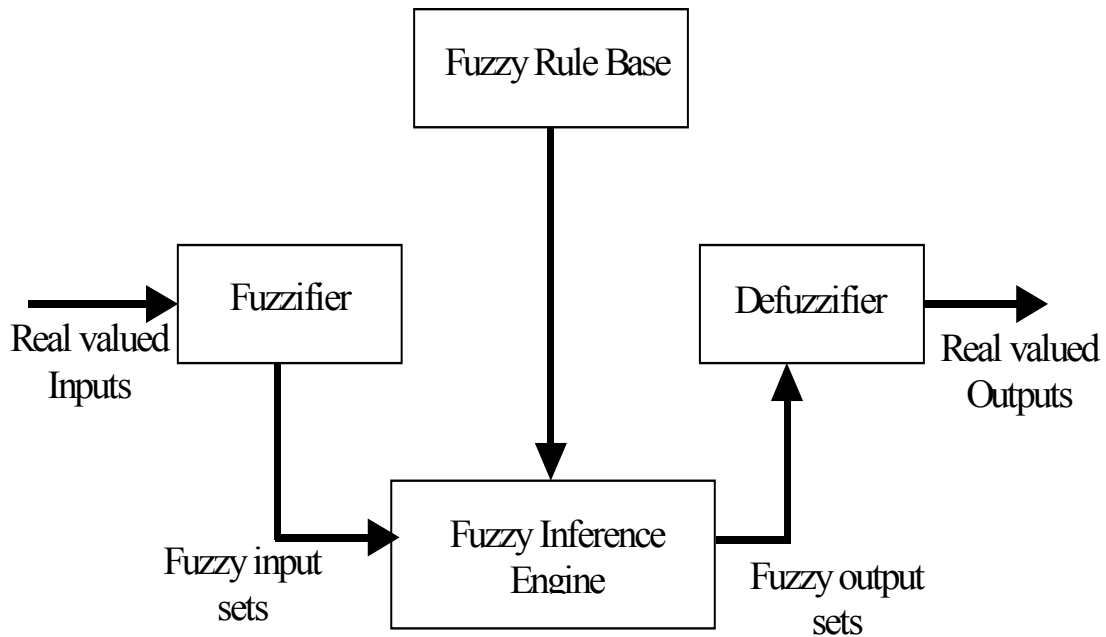 Fuzzy Rule Base
Fuzzifier
Defuzzifier
Real valued
Inputs
Real valued
Outputs
Fuzzy Inference
Engine
Fuzzy input
sets
Fuzzy output
sets